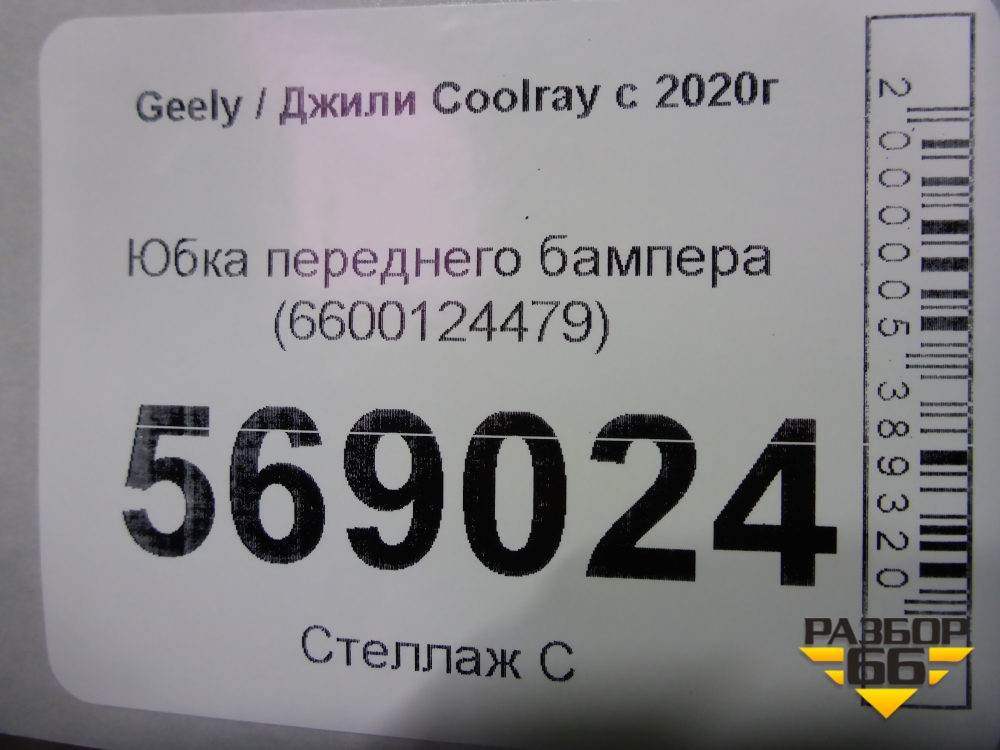 Geely / Джили Coolray с 2020г
Юбка переднего бампера
(6600124479)
569024
Стеллаж С
2000005389320
РАЗБОР
66